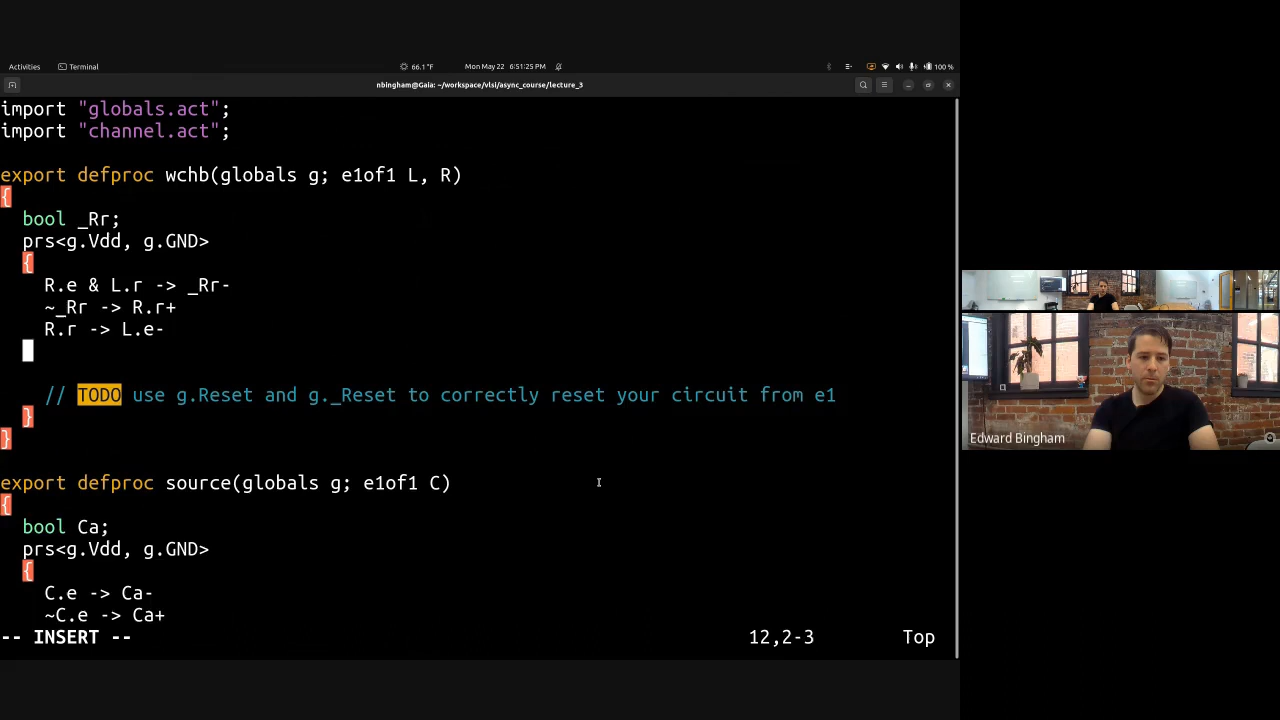 Activities Terminal 66.1 °F Mon May 22 6:51:25 PM 100 %
nbingham@Gaia: ~/workspace/vlsi/async_course/lecture_3
import "globals.act";
import "channel.act";
export defproc wchb(globals g; e1of1 L, R)
{
bool _Rr;
prs<g.Vdd, g.GND>
{
R.e & L.r -> _Rr-
~_Rr -> R.r+
R.r -> L.e-
// TODO use g.Reset and g._Reset to correctly reset your circuit from e1
}
}
export defproc source(globals g; e1of1 C)
{
bool Ca;
prs<g.Vdd, g.GND>
{
C.e -> Ca-
~C.e -> Ca+
-- INSERT -- 12,2-3 Top
Edward Bingham